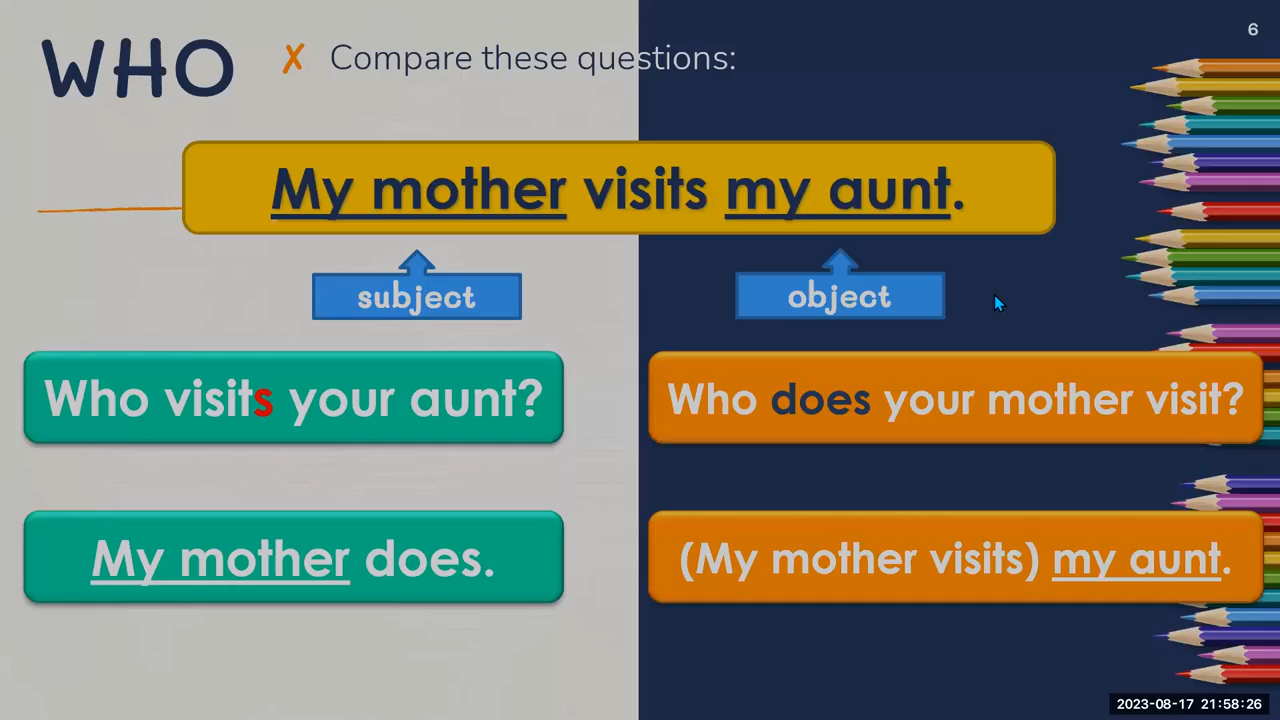 WHO
✗ Compare these questions:
6
My mother visits my aunt.
subject
object
Who visits your aunt?
Who does your mother visit?
My mother does.
(My mother visits) my aunt.
2023-08-17 21:58:26